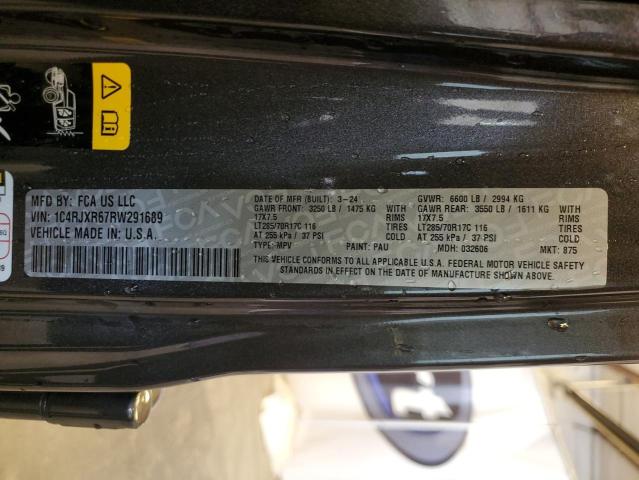 MFD BY: FCA US LLC
VIN: 1C4RJXR67RW291689
VEHICLE MADE IN: U.S.A.
DATE OF MFR (BUILT): 3-24
GAWR FRONT: 3250 LB / 1475 KG WITH
17X7.5
LT285/70R17C 116 TIRES
AT 255 kPa / 37 PSI COLD
TYPE: MPV PAINT: PAU
GVWR: 6600 LB / 2994 KG
GAWR REAR: 3550 LB / 1611 KG WITH
17X7.5
LT285/70R17C 116 TIRES
AT 255 kPa / 37 PSI COLD
MDH: 032606 MKT: 875
THIS VEHICLE CONFORMS TO ALL APPLICABLE U.S.A. FEDERAL MOTOR VEHICLE SAFETY
STANDARDS IN EFFECT ON THE DATE OF MANUFACTURE SHOWN ABOVE.